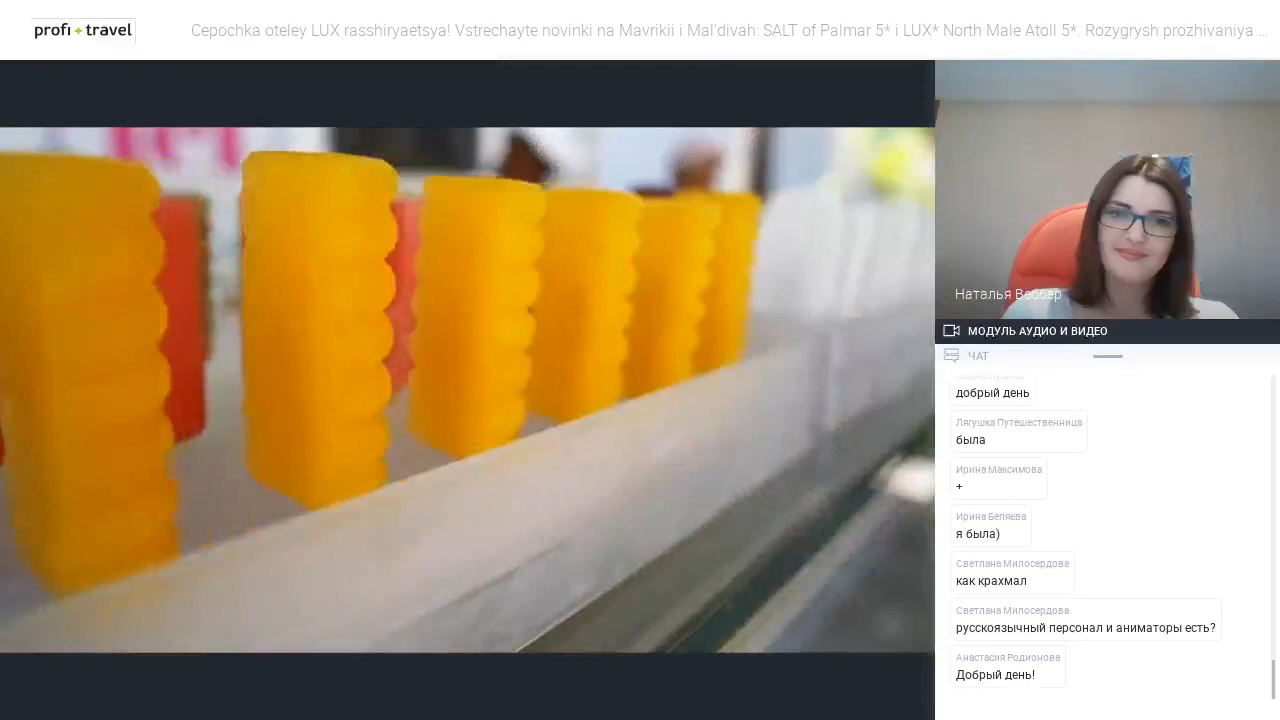 profi + travel
Cepochka oteley LUX rasshiryaetsya! Vstrechayte novinki na Mavrikii i Mal'divah: SALT of Palmar 5* i LUX* North Male Atoll 5*. Rozygrysh prozhivaniya ...
Наталья Веббер
МОДУЛЬ АУДИО И ВИДЕО
ЧАТ
добрый день
Лягушка Путешественница
была
Ирина Максимова
+
Ирина Беляева
я была)
Светлана Милосердова
как крахмал
Светлана Милосердова
русскоязычный персонал и аниматоры есть?
Анастасия Родионова
Добрый день!